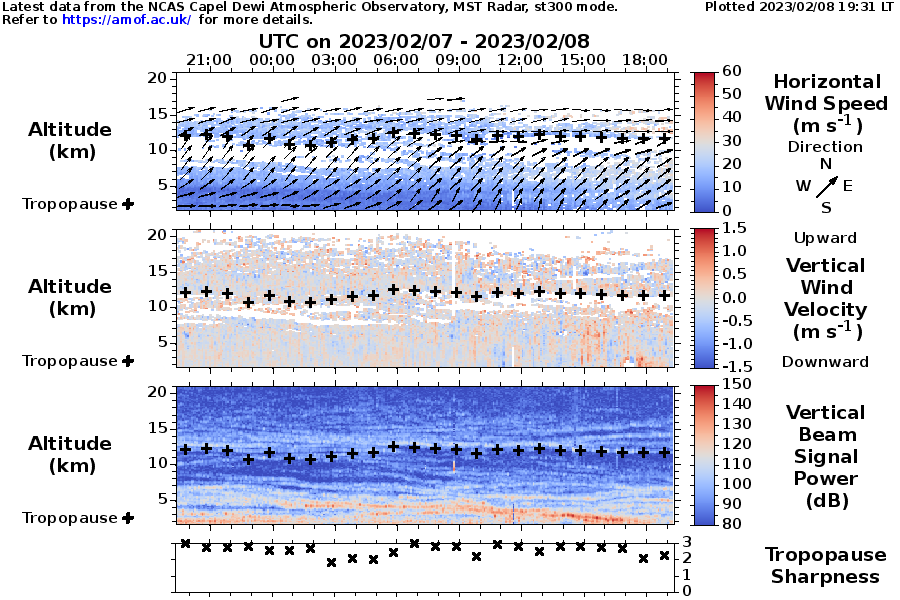 Latest data from the NCAS Capel Dewi Atmospheric Observatory, MST Radar, st300 mode.
Plotted 2023/02/08 19:31 LT
Refer to https://amof.ac.uk/ for more details.
UTC on 2023/02/07 - 2023/02/08
21:00 00:00 03:00 06:00 09:00 12:00 15:00 18:00
20
15
10
5
Altitude
(km)
Tropopause
60
50
40
30
20
10
0
Horizontal
Wind Speed
(m s-1)
Direction
N
W E
S
20
15
10
5
Altitude
(km)
Tropopause
1.5
1.0
0.5
0.0
-0.5
-1.0
-1.5
Upward
Vertical
Wind
Velocity
(m s-1)
Downward
20
15
10
5
Altitude
(km)
Tropopause
150
140
130
120
110
100
90
80
Vertical
Beam
Signal
Power
(dB)
3
2
1
0
Tropopause
Sharpness